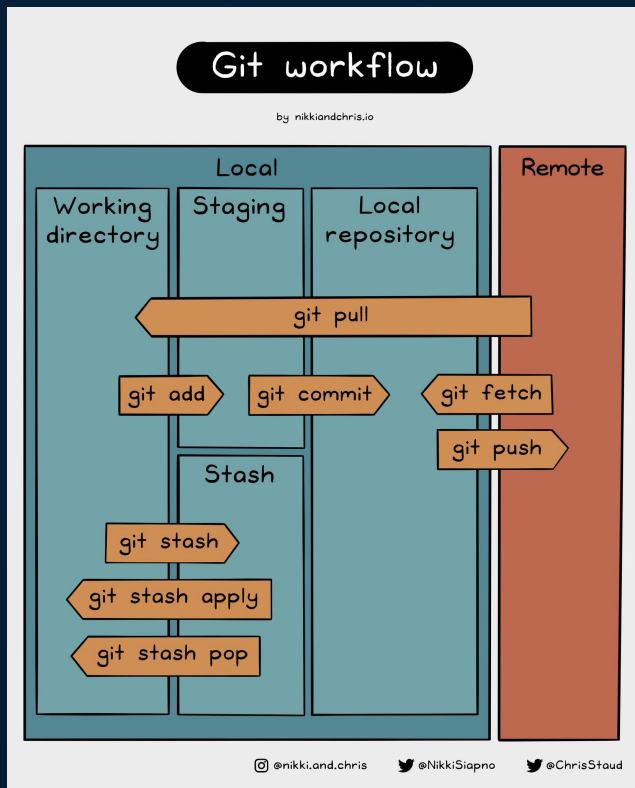 Git workflow
by nikkiandchris.io
Local
Remote
Working
directory
Staging
Local
repository
git pull
git add
git commit
git fetch
git push
Stash
git stash
git stash apply
git stash pop
@nikki.and.chris
@NikkiSiapno
@ChrisStaud